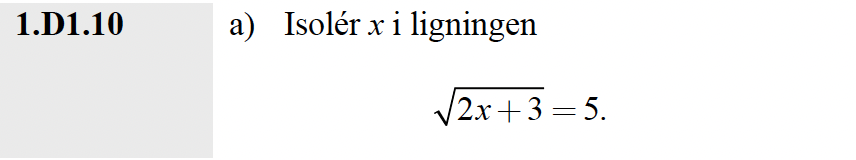 1.D1.10 a) Isolér x i ligningen
√2x + 3 = 5.